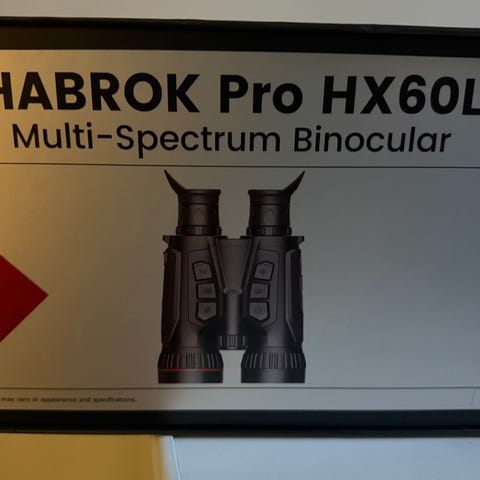 HABROK Pro HX60L
Multi-Spectrum Binocular
may vary in appearance and specifications.